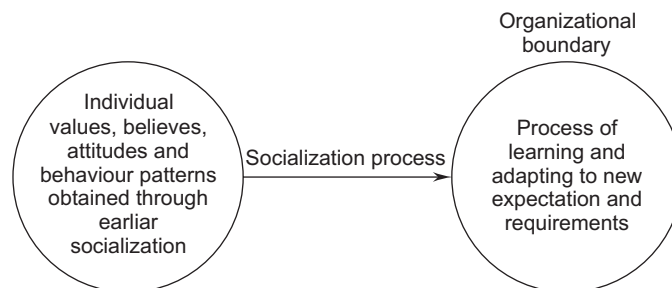 Individual
values, believes,
attitudes and
behaviour patterns
obtained through
earliar
socialization
Socialization process
Organizational
boundary
Process of
learning and
adapting to new
expectation and
requirements